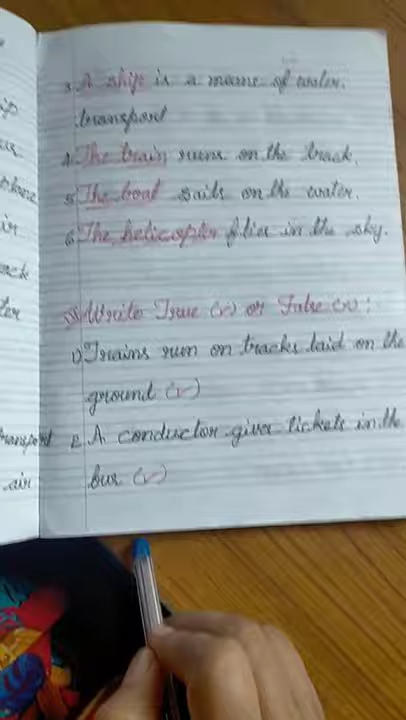 3. A ship is a means of water
transport
4. The train runs on the track.
5. The boat sails on the water.
6. The helicopter flies in the sky.
Write True (✓) or False (×):
1) Trains run on tracks laid on the
ground (✓)
2. A conductor gives tickets in the
bus (✓)
air